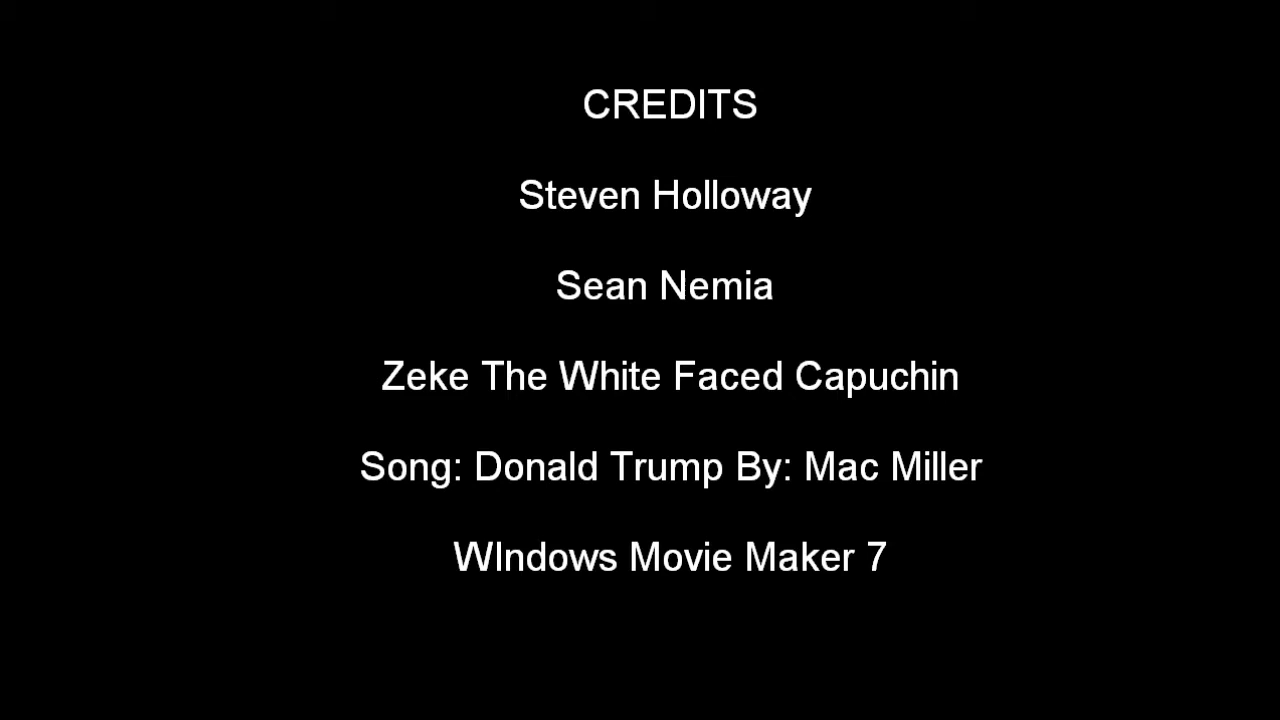 CREDITS
Steven Holloway
Sean Nemia
Zeke The White Faced Capuchin
Song: Donald Trump By: Mac Miller
WIndows Movie Maker 7